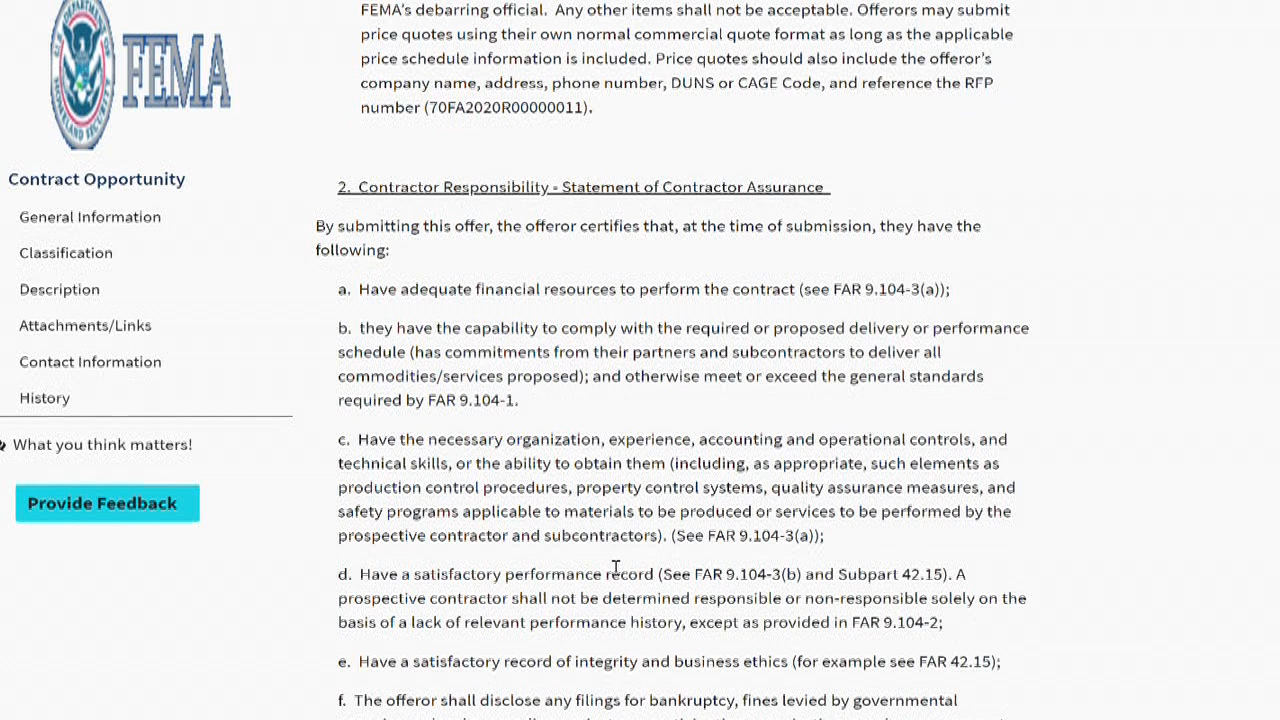 FEMA
Contract Opportunity
General Information
Classification
Description
Attachments/Links
Contact Information
History
What you think matters!
Provide Feedback
FEMA's debarring official. Any other items shall not be acceptable. Offerors may submit
price quotes using their own normal commercial quote format as long as the applicable
price schedule information is included. Price quotes should also include the offeror's
company name, address, phone number, DUNS or CAGE Code, and reference the RFP
number (70FA2020R00000011).
2. Contractor Responsibility - Statement of Contractor Assurance
By submitting this offer, the offeror certifies that, at the time of submission, they have the
following:
a. Have adequate financial resources to perform the contract (see FAR 9.104-3(a));
b. they have the capability to comply with the required or proposed delivery or performance
schedule (has commitments from their partners and subcontractors to deliver all
commodities/services proposed); and otherwise meet or exceed the general standards
required by FAR 9.104-1.
c. Have the necessary organization, experience, accounting and operational controls, and
technical skills, or the ability to obtain them (including, as appropriate, such elements as
production control procedures, property control systems, quality assurance measures, and
safety programs applicable to materials to be produced or services to be performed by the
prospective contractor and subcontractors). (See FAR 9.104-3(a));
d. Have a satisfactory performance record (See FAR 9.104-3(b) and Subpart 42.15). A
prospective contractor shall not be determined responsible or non-responsible solely on the
basis of a lack of relevant performance history, except as provided in FAR 9.104-2;
e. Have a satisfactory record of integrity and business ethics (for example see FAR 42.15);
f. The offeror shall disclose any filings for bankruptcy, fines levied by governmental